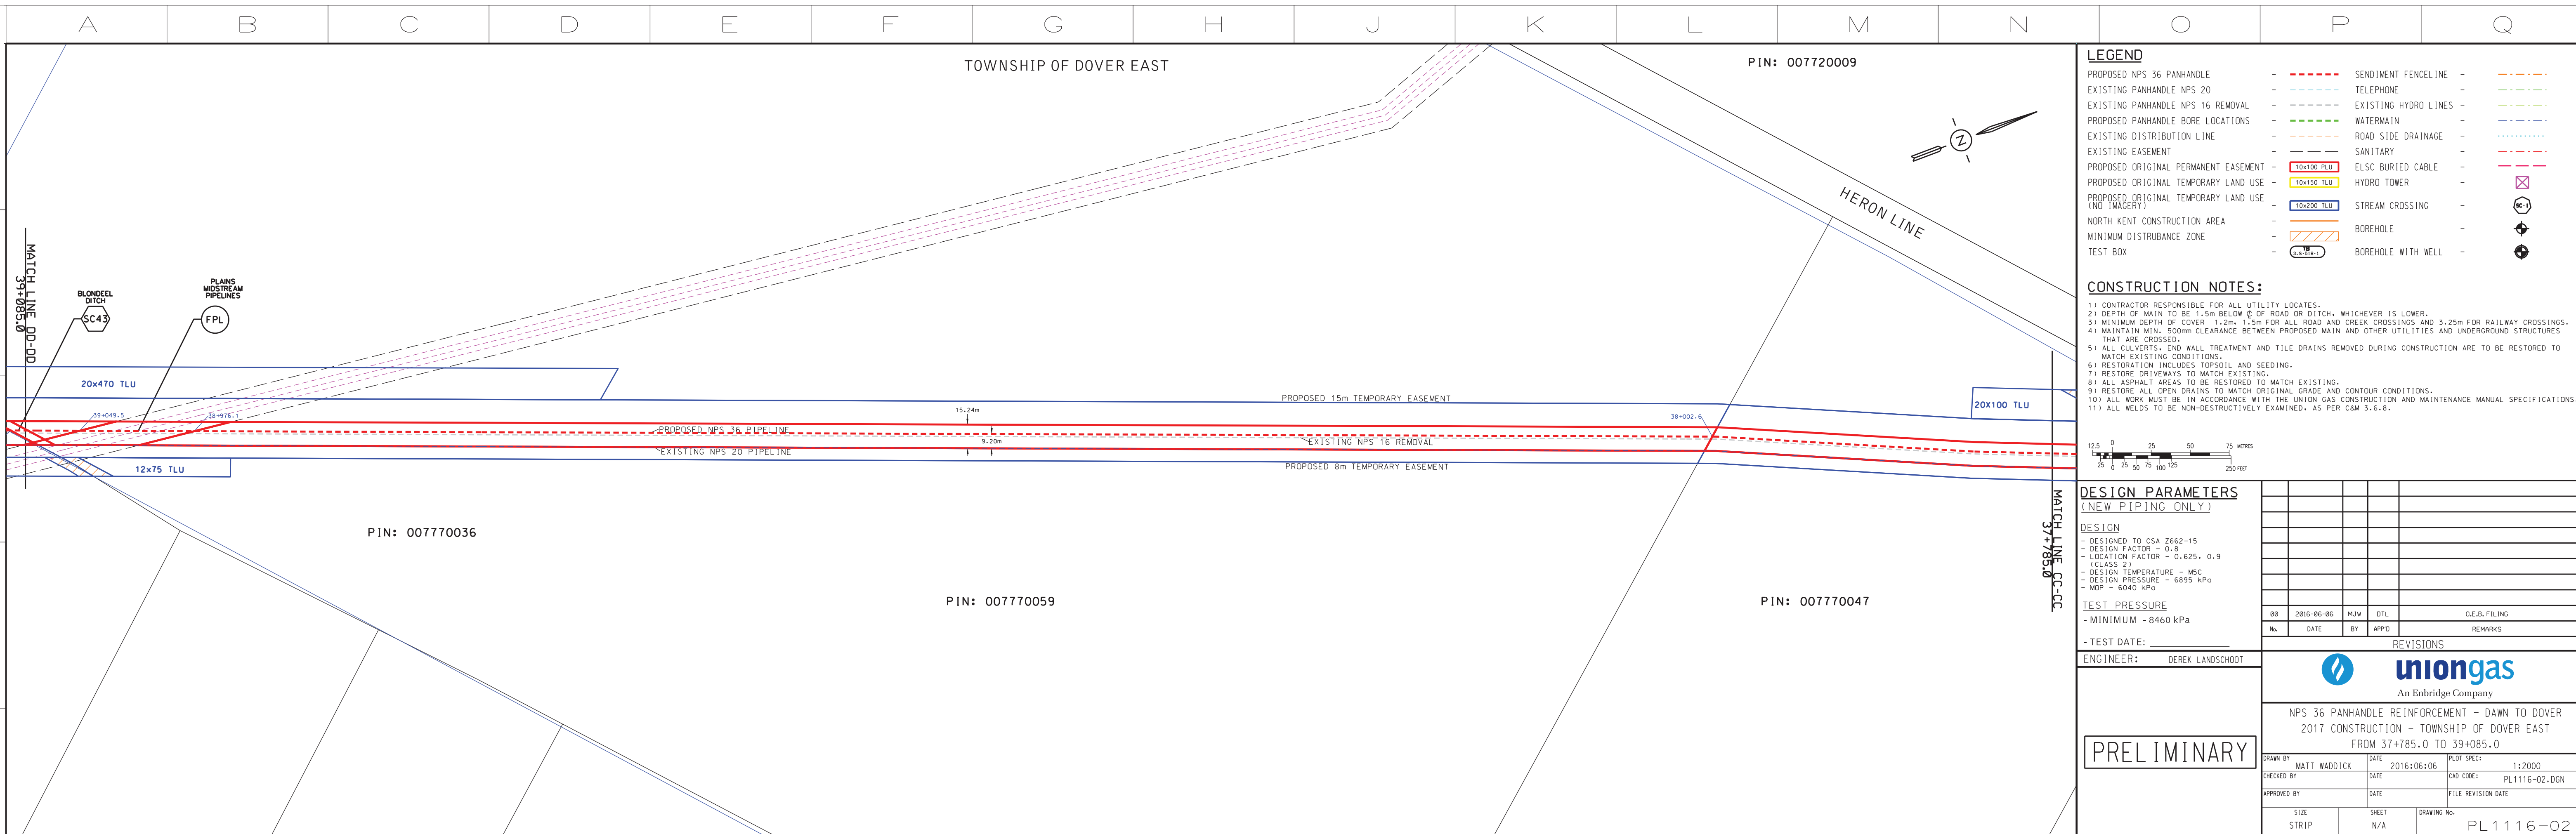 A B C D E F G H J K L M N O P Q
TOWNSHIP OF DOVER EAST
PIN: 007720009
HERON LINE
Z
MATCH LINE DD-DD
39+085.0
BLONDEEL
DITCH
SC43
PLAINS
MIDSTREAM
PIPELINES
FPL
20x470 TLU
39+049.5
38+976.1
12x75 TLU
PROPOSED NPS 36 PIPELINE
EXISTING NPS 20 PIPELINE
15.24m
9.20m
PROPOSED 15m TEMPORARY EASEMENT
EXISTING NPS 16 REMOVAL
PROPOSED 8m TEMPORARY EASEMENT
38+002.6
20X100 TLU
MATCH LINE CC-CC
37+785.0
PIN: 007770036
PIN: 007770059
PIN: 007770047
LEGEND
PROPOSED NPS 36 PANHANDLE -
EXISTING PANHANDLE NPS 20 -
EXISTING PANHANDLE NPS 16 REMOVAL -
PROPOSED PANHANDLE BORE LOCATIONS -
EXISTING DISTRIBUTION LINE -
EXISTING EASEMENT -
PROPOSED ORIGINAL PERMANENT EASEMENT - 10x100 PLU
PROPOSED ORIGINAL TEMPORARY LAND USE - 10x150 TLU
PROPOSED ORIGINAL TEMPORARY LAND USE
(NO IMAGERY) - 10x200 TLU
NORTH KENT CONSTRUCTION AREA -
MINIMUM DISTRUBANCE ZONE -
TEST BOX - TB 3.5-918-1
SENDIMENT FENCELINE -
TELEPHONE -
EXISTING HYDRO LINES -
WATERMAIN -
ROAD SIDE DRAINAGE -
SANITARY -
ELSC BURIED CABLE -
HYDRO TOWER -
STREAM CROSSING - SC-1
BOREHOLE -
BOREHOLE WITH WELL -
CONSTRUCTION NOTES:
1) CONTRACTOR RESPONSIBLE FOR ALL UTILITY LOCATES.
2) DEPTH OF MAIN TO BE 1.5m BELOW ℄ OF ROAD OR DITCH, WHICHEVER IS LOWER.
3) MINIMUM DEPTH OF COVER 1.2m, 1.5m FOR ALL ROAD AND CREEK CROSSINGS AND 3.25m FOR RAILWAY CROSSINGS.
4) MAINTAIN MIN. 500mm CLEARANCE BETWEEN PROPOSED MAIN AND OTHER UTILITIES AND UNDERGROUND STRUCTURES
THAT ARE CROSSED.
5) ALL CULVERTS, END WALL TREATMENT AND TILE DRAINS REMOVED DURING CONSTRUCTION ARE TO BE RESTORED TO
MATCH EXISTING CONDITIONS.
6) RESTORATION INCLUDES TOPSOIL AND SEEDING.
7) RESTORE DRIVEWAYS TO MATCH EXISTING.
8) ALL ASPHALT AREAS TO BE RESTORED TO MATCH EXISTING.
9) RESTORE ALL OPEN DRAINS TO MATCH ORIGINAL GRADE AND CONTOUR CONDITIONS.
10) ALL WORK MUST BE IN ACCORDANCE WITH THE UNION GAS CONSTRUCTION AND MAINTENANCE MANUAL SPECIFICATIONS.
11) ALL WELDS TO BE NON-DESTRUCTIVELY EXAMINED, AS PER C&M 3.6.8.
12.5 0 25 50 75 METRES
25 0 25 50 75 100 125 250 FEET
DESIGN PARAMETERS
(NEW PIPING ONLY)
DESIGN
- DESIGNED TO CSA Z662-15
- DESIGN FACTOR - 0.8
- LOCATION FACTOR - 0.625, 0.9
(CLASS 2)
- DESIGN TEMPERATURE - M5C
- DESIGN PRESSURE - 6895 kPa
- MOP - 6040 kPa
TEST PRESSURE
- MINIMUM - 8460 kPa
- TEST DATE:
ENGINEER: DEREK LANDSCHOOT
PRELIMINARY
00 2016-06-06 MJW DTL O.E.B. FILING
No. DATE BY APP'D REMARKS
REVISIONS
uniongas
An Enbridge Company
NPS 36 PANHANDLE REINFORCEMENT - DAWN TO DOVER
2017 CONSTRUCTION - TOWNSHIP OF DOVER EAST
FROM 37+785.0 TO 39+085.0
DRAWN BY MATT WADDICK DATE 2016:06:06 PLOT SPEC: 1:2000
CHECKED BY DATE CAD CODE: PL1116-02.DGN
APPROVED BY DATE FILE REVISION DATE
SIZE SHEET DRAWING No.
STRIP N/A PL1116-02